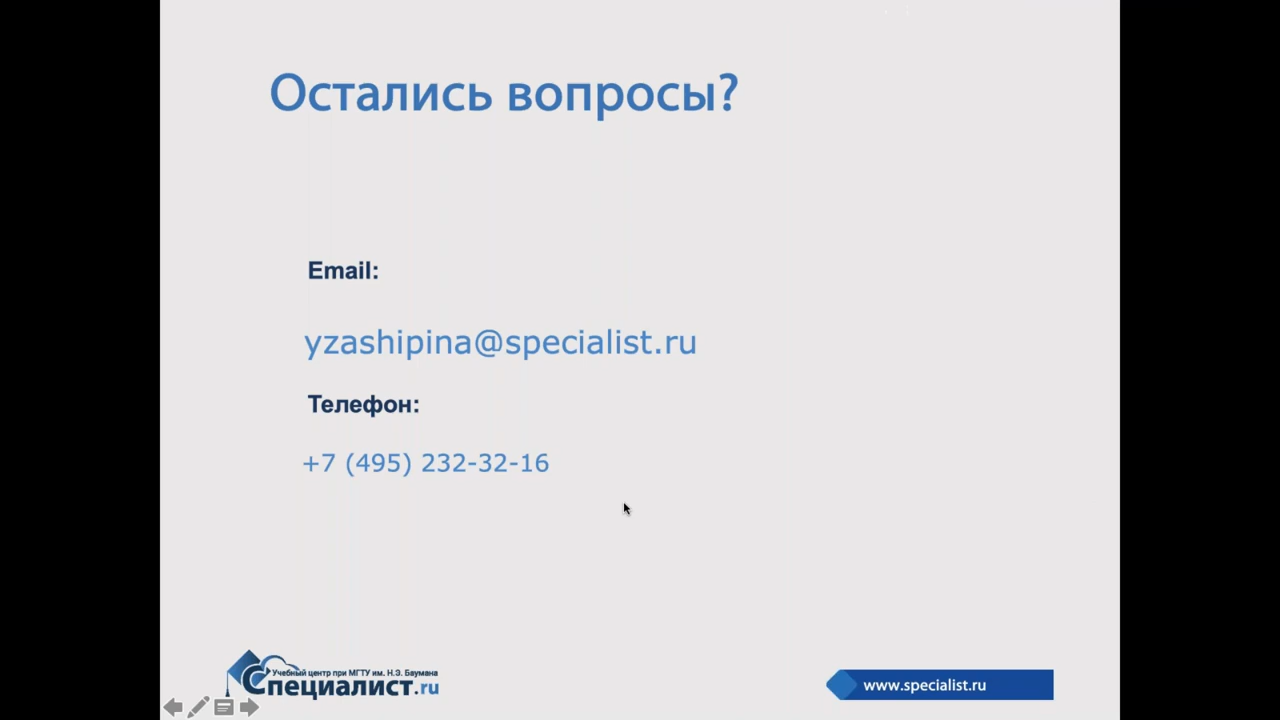 Остались вопросы?
Email:
yzashipina@specialist.ru
Телефон:
+7 (495) 232-32-16
Учебный центр при МГТУ им. Н.Э. Баумана
Специалист.ru
www.specialist.ru